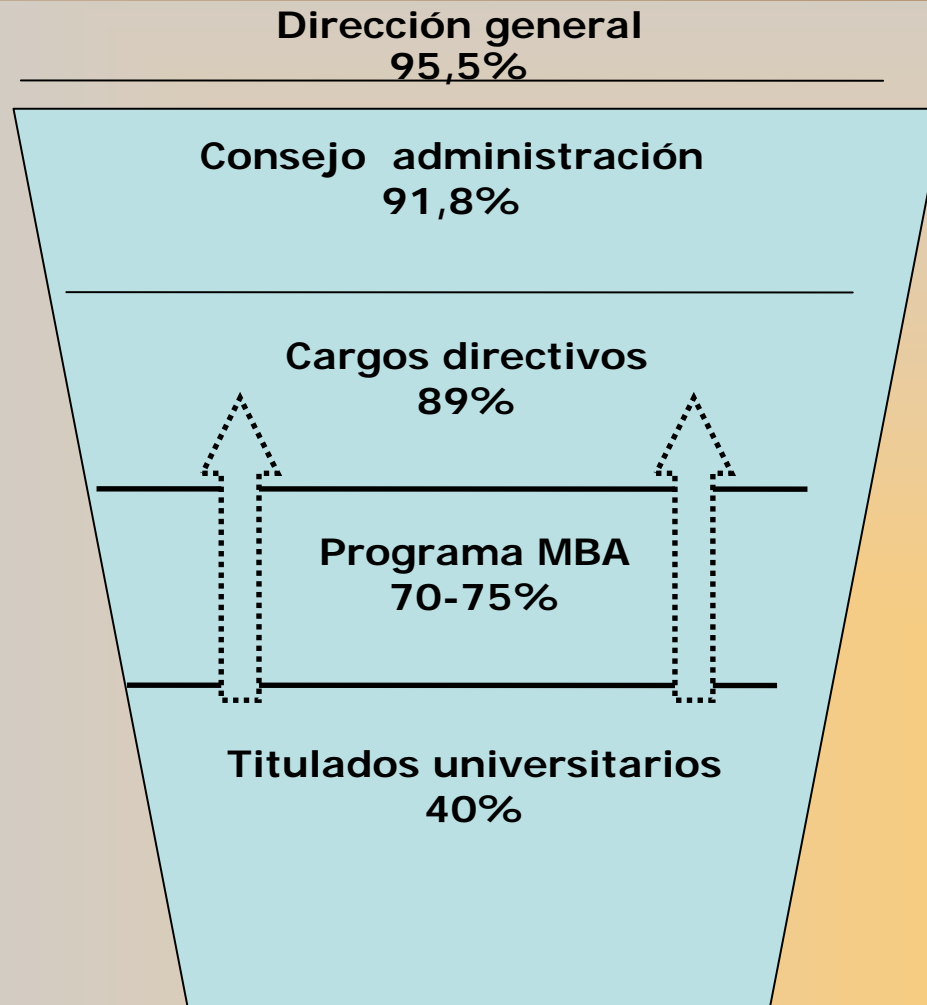 Dirección general
95,5%
Consejo administración
91,8%
Cargos directivos
89%
Programa MBA
70-75%
Titulados universitarios
40%